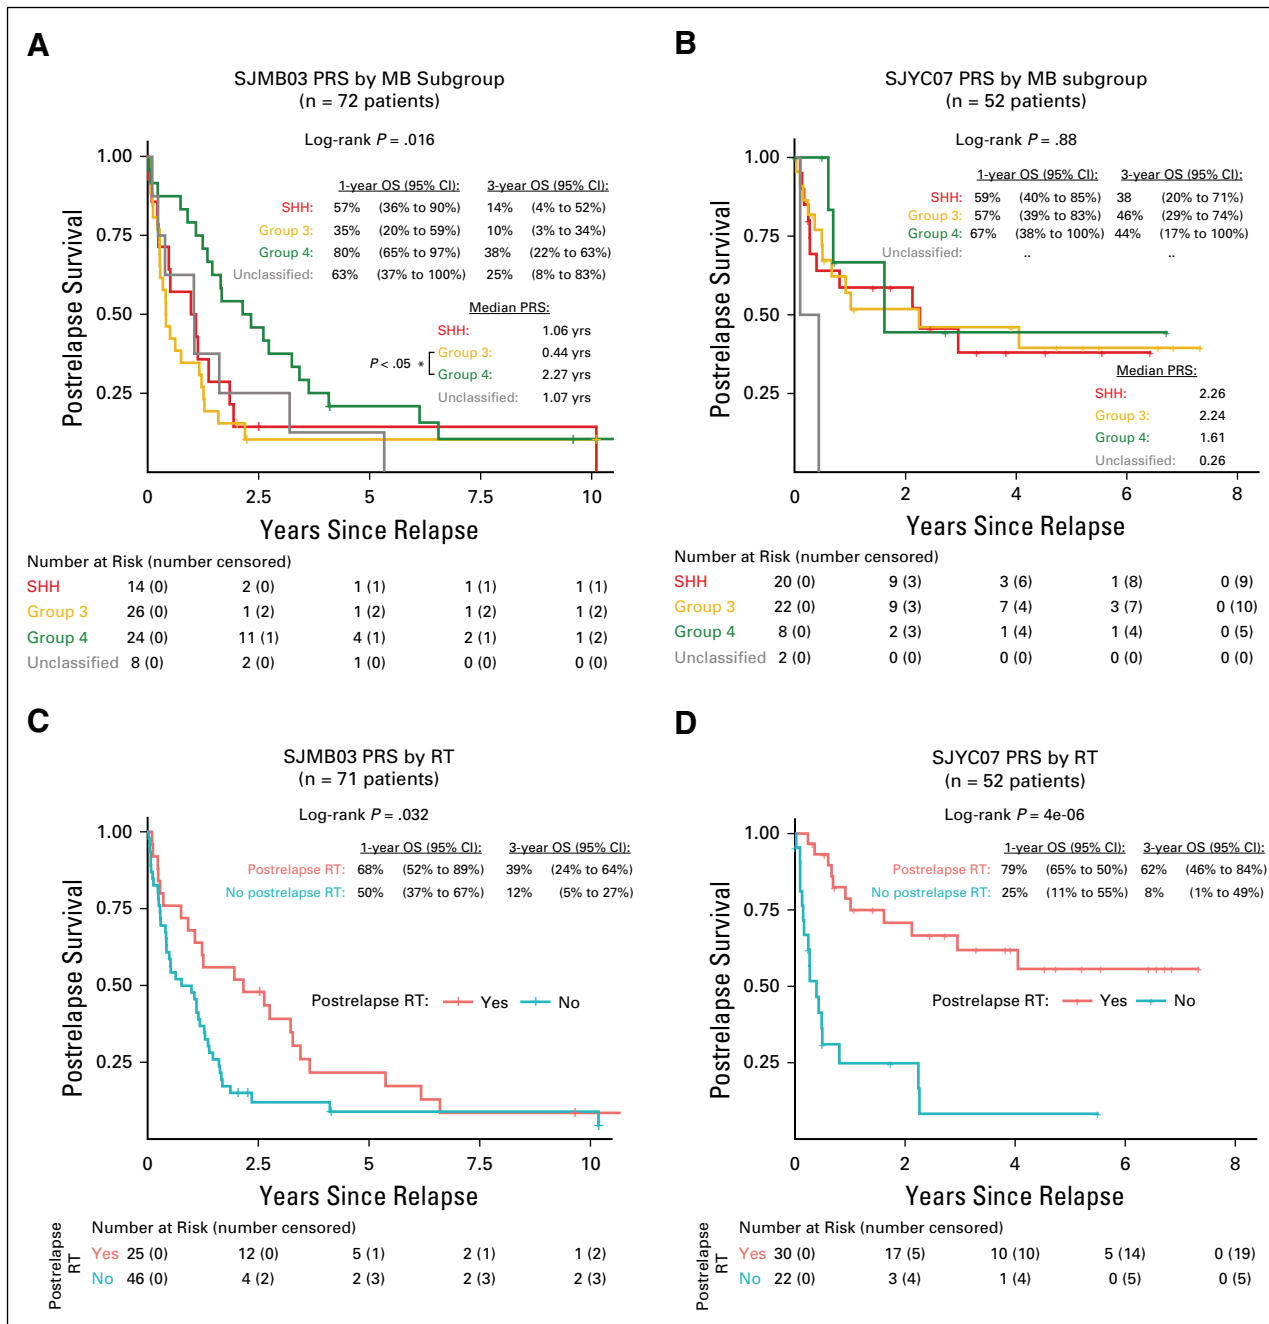 A
SJMB03 PRS by MB Subgroup
(n = 72 patients)
Log-rank P = .016
1-year OS (95% CI): 3-year OS (95% CI):
SHH: 57% (36% to 90%) 14% (4% to 52%)
Group 3: 35% (20% to 59%) 10% (3% to 34%)
Group 4: 80% (65% to 97%) 38% (22% to 63%)
Unclassified: 63% (37% to 100%) 25% (8% to 83%)
Median PRS:
SHH: 1.06 yrs
Group 3: 0.44 yrs
P < .05 *
Group 4: 2.27 yrs
Unclassified: 1.07 yrs
Postrelapse Survival
1.00
0.75
0.50
0.25
0 2.5 5 7.5 10
Years Since Relapse
Number at Risk (number censored)
SHH 14 (0) 2 (0) 1 (1) 1 (1) 1 (1)
Group 3 26 (0) 1 (2) 1 (2) 1 (2) 1 (2)
Group 4 24 (0) 11 (1) 4 (1) 2 (1) 1 (2)
Unclassified 8 (0) 2 (0) 1 (0) 0 (0) 0 (0)
B
SJYC07 PRS by MB subgroup
(n = 52 patients)
Log-rank P = .88
1-year OS (95% CI): 3-year OS (95% CI):
SHH: 59% (40% to 85%) 38 (20% to 71%)
Group 3: 57% (39% to 83%) 46% (29% to 74%)
Group 4: 67% (38% to 100%) 44% (17% to 100%)
Unclassified: .. ..
Median PRS:
SHH: 2.26
Group 3: 2.24
Group 4: 1.61
Unclassified: 0.26
Postrelapse Survival
1.00
0.75
0.50
0.25
0 2 4 6 8
Years Since Relapse
Number at Risk (number censored)
SHH 20 (0) 9 (3) 3 (6) 1 (8) 0 (9)
Group 3 22 (0) 9 (3) 7 (4) 3 (7) 0 (10)
Group 4 8 (0) 2 (3) 1 (4) 1 (4) 0 (5)
Unclassified 2 (0) 0 (0) 0 (0) 0 (0) 0 (0)
C
SJMB03 PRS by RT
(n = 71 patients)
Log-rank P = .032
1-year OS (95% CI): 3-year OS (95% CI):
Postrelapse RT: 68% (52% to 89%) 39% (24% to 64%)
No postrelapse RT: 50% (37% to 67%) 12% (5% to 27%)
Postrelapse RT: Yes No
Postrelapse Survival
1.00
0.75
0.50
0.25
0 2.5 5 7.5 10
Years Since Relapse
Postrelapse RT
Number at Risk (number censored)
Yes 25 (0) 12 (0) 5 (1) 2 (1) 1 (2)
No 46 (0) 4 (2) 2 (3) 2 (3) 2 (3)
D
SJYC07 PRS by RT
(n = 52 patients)
Log-rank P = 4e-06
1-year OS (95% CI): 3-year OS (95% CI):
Postrelapse RT: 79% (65% to 50%) 62% (46% to 84%)
No postrelapse RT: 25% (11% to 55%) 8% (1% to 49%)
Postrelapse RT: Yes No
Postrelapse Survival
1.00
0.75
0.50
0.25
0 2 4 6 8
Years Since Relapse
Postrelapse RT
Number at Risk (number censored)
Yes 30 (0) 17 (5) 10 (10) 5 (14) 0 (19)
No 22 (0) 3 (4) 1 (4) 0 (5) 0 (5)